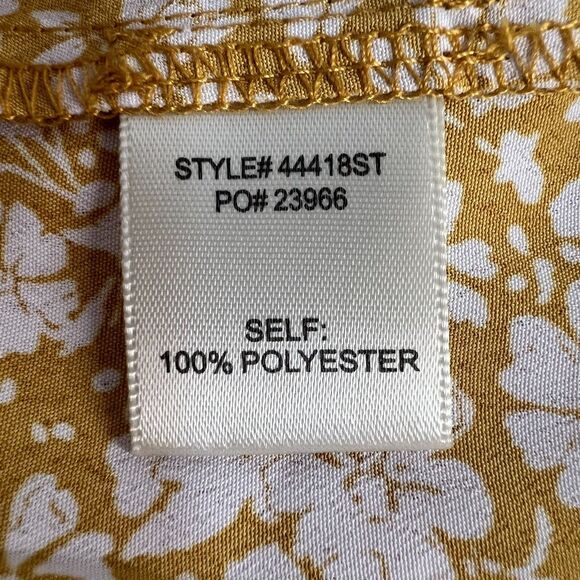 STYLE# 44418ST
PO# 23966
SELF:
100% POLYESTER